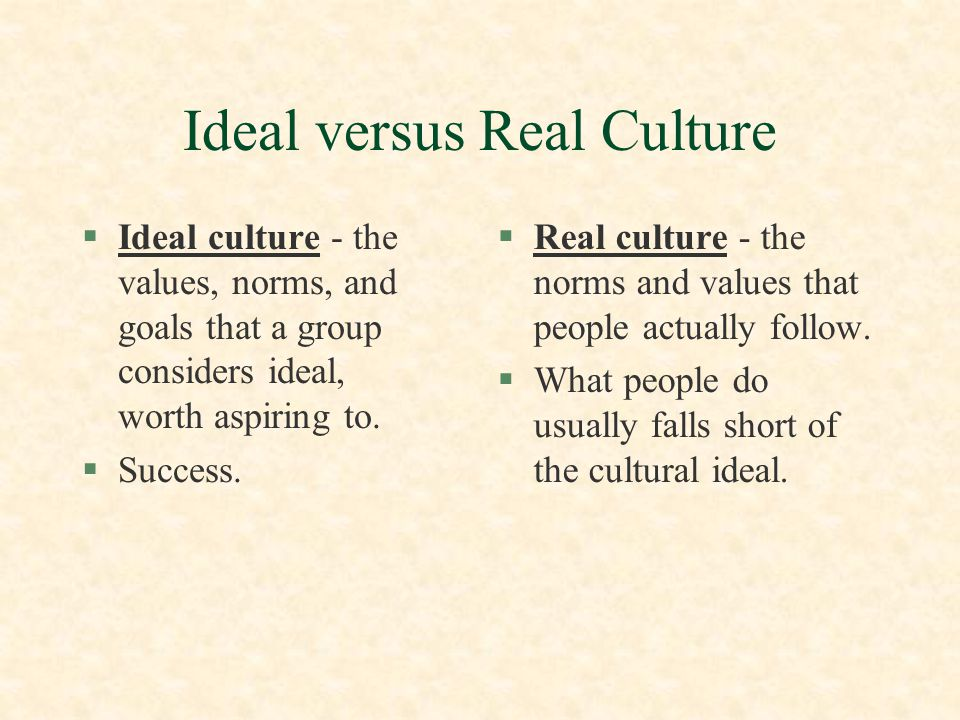 Ideal versus Real Culture
§ Ideal culture - the
values, norms, and
goals that a group
considers ideal,
worth aspiring to.
§ Success.
§ Real culture - the
norms and values that
people actually follow.
§ What people do
usually falls short of
the cultural ideal.